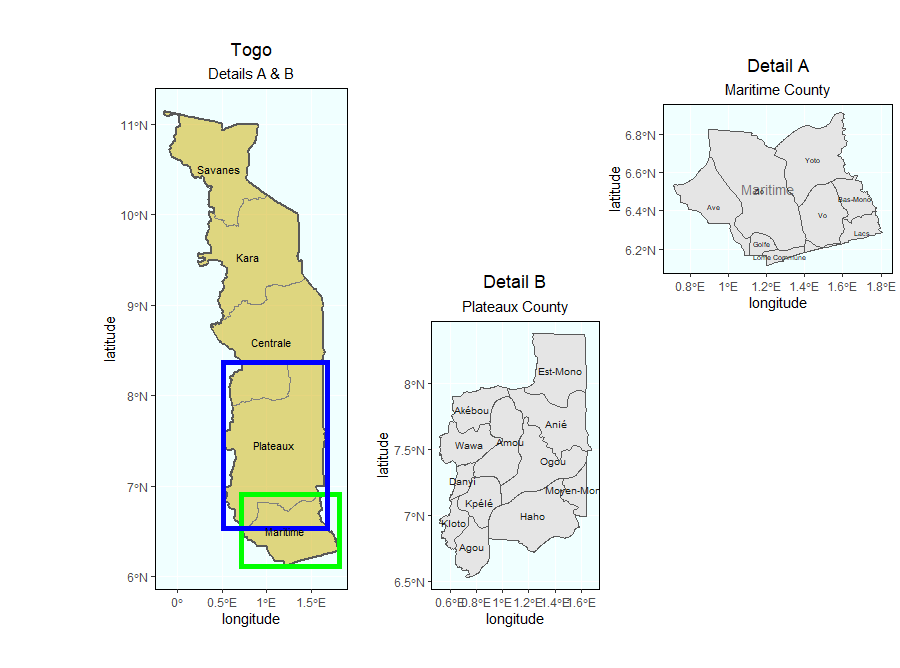 Togo
Details A & B
11°N
10°N
9°N
8°N
7°N
6°N
latitude
Savanes
Kara
Centrale
Plateaux
Maritime
0°
0.5°E
1°E
1.5°E
longitude
Detail B
Plateaux County
8°N
7.5°N
7°N
6.5°N
latitude
Est-Mono
Akébou
Anié
Wawa
Amou
Ogou
Danyi
Moyen-Mon
Kpélé
Haho
Kloto
Agou
0.6°E 0.8°E 1°E 1.2°E 1.4°E 1.6°E
longitude
Detail A
Maritime County
6.8°N
6.6°N
6.4°N
6.2°N
latitude
Yoto
Maritime
Bas-Mono
Ave
Vo
Lacs
Golfe
Lome Commune
0.8°E
1°E
1.2°E
1.4°E
1.6°E
1.8°E
longitude